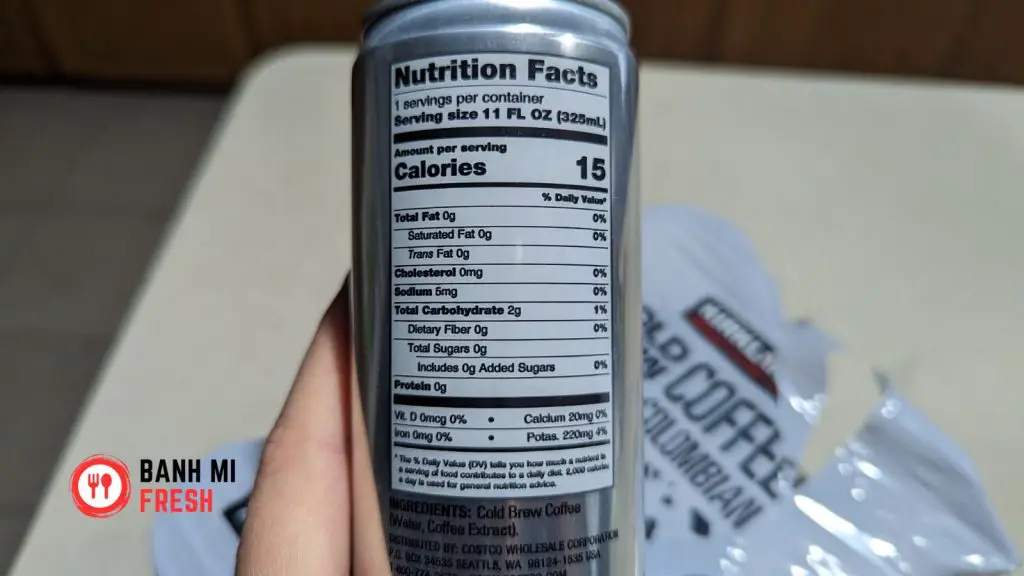 Nutrition Facts
1 servings per container
Serving size 11 FL OZ (325mL)
Amount per serving
Calories 15
% Daily Value*
Total Fat 0g 0%
Saturated Fat 0g 0%
Trans Fat 0g
Cholesterol 0mg 0%
Sodium 5mg 0%
Total Carbohydrate 2g 1%
Dietary Fiber 0g 0%
Total Sugars 0g
Includes 0g Added Sugars 0%
Protein 0g
Vit. D 0mcg 0% • Calcium 20mg 0%
Iron 0mg 0% • Potas. 220mg 4%
* The % Daily Value (DV) tells you how much a nutrient in
a serving of food contributes to a daily diet. 2,000 calories
a day is used for general nutrition advice.
INGREDIENTS: Cold Brew Coffee
(Water, Coffee Extract).
DISTRIBUTED BY: COSTCO WHOLESALE CORPORATION
P.O. BOX 34535 SEATTLE, WA 98124-1535 USA
COFFEE
COLOMBIAN
BANH MI
FRESH